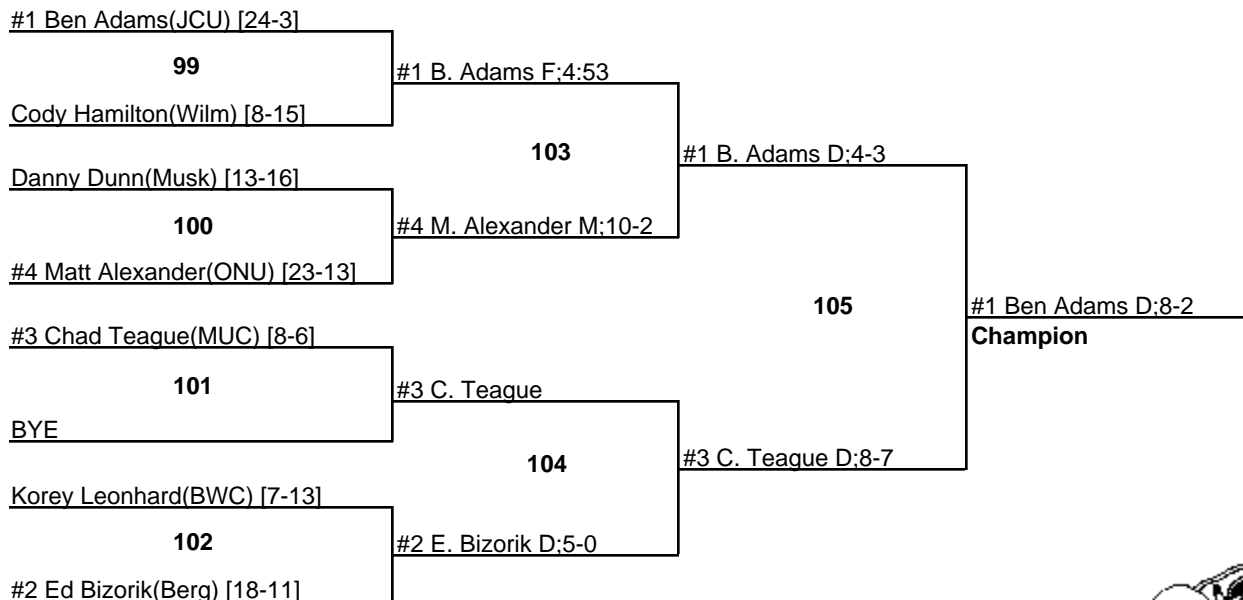 #1 Ben Adams(JCU) [24-3]
99
Cody Hamilton(Wilm) [8-15]
#1 B. Adams F;4:53
103
Danny Dunn(Musk) [13-16]
100
#4 Matt Alexander(ONU) [23-13]
#4 M. Alexander M;10-2
#1 B. Adams D;4-3
105
#1 Ben Adams D;8-2
Champion
#3 Chad Teague(MUC) [8-6]
101
BYE
#3 C. Teague
104
#3 C. Teague D;8-7
Korey Leonhard(BWC) [7-13]
102
#2 Ed Bizorik(Berg) [18-11]
#2 E. Bizorik D;5-0